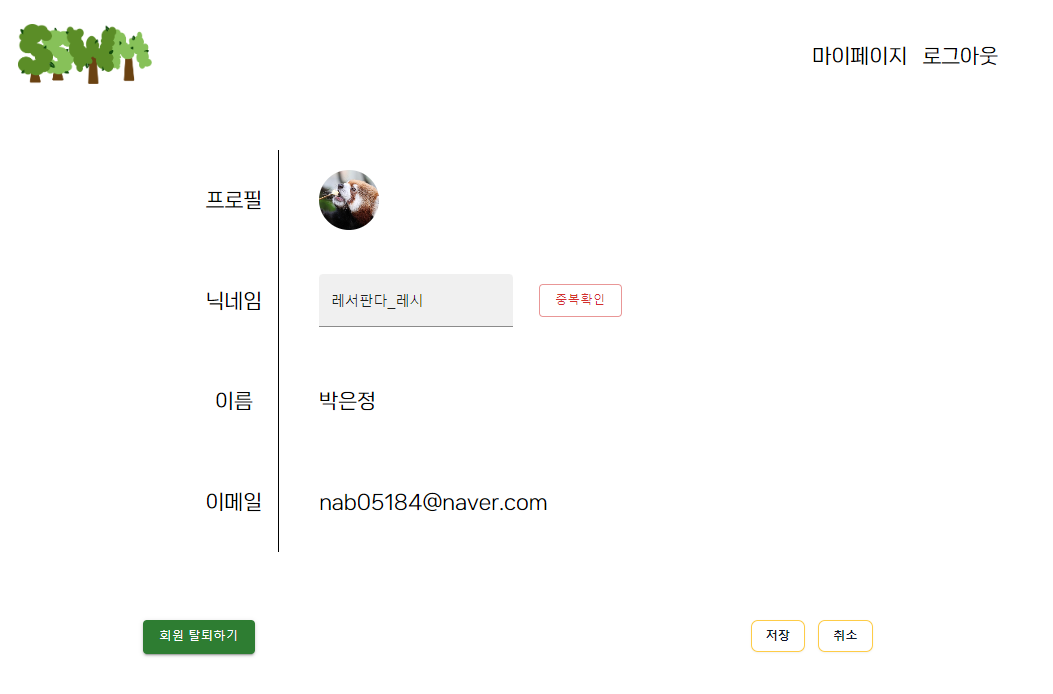 SSWM
마이페이지 로그아웃
프로필
닉네임 레서판다_레시 중복확인
이름 박은정
이메일 nab05184@naver.com
회원 탈퇴하기 저장 취소